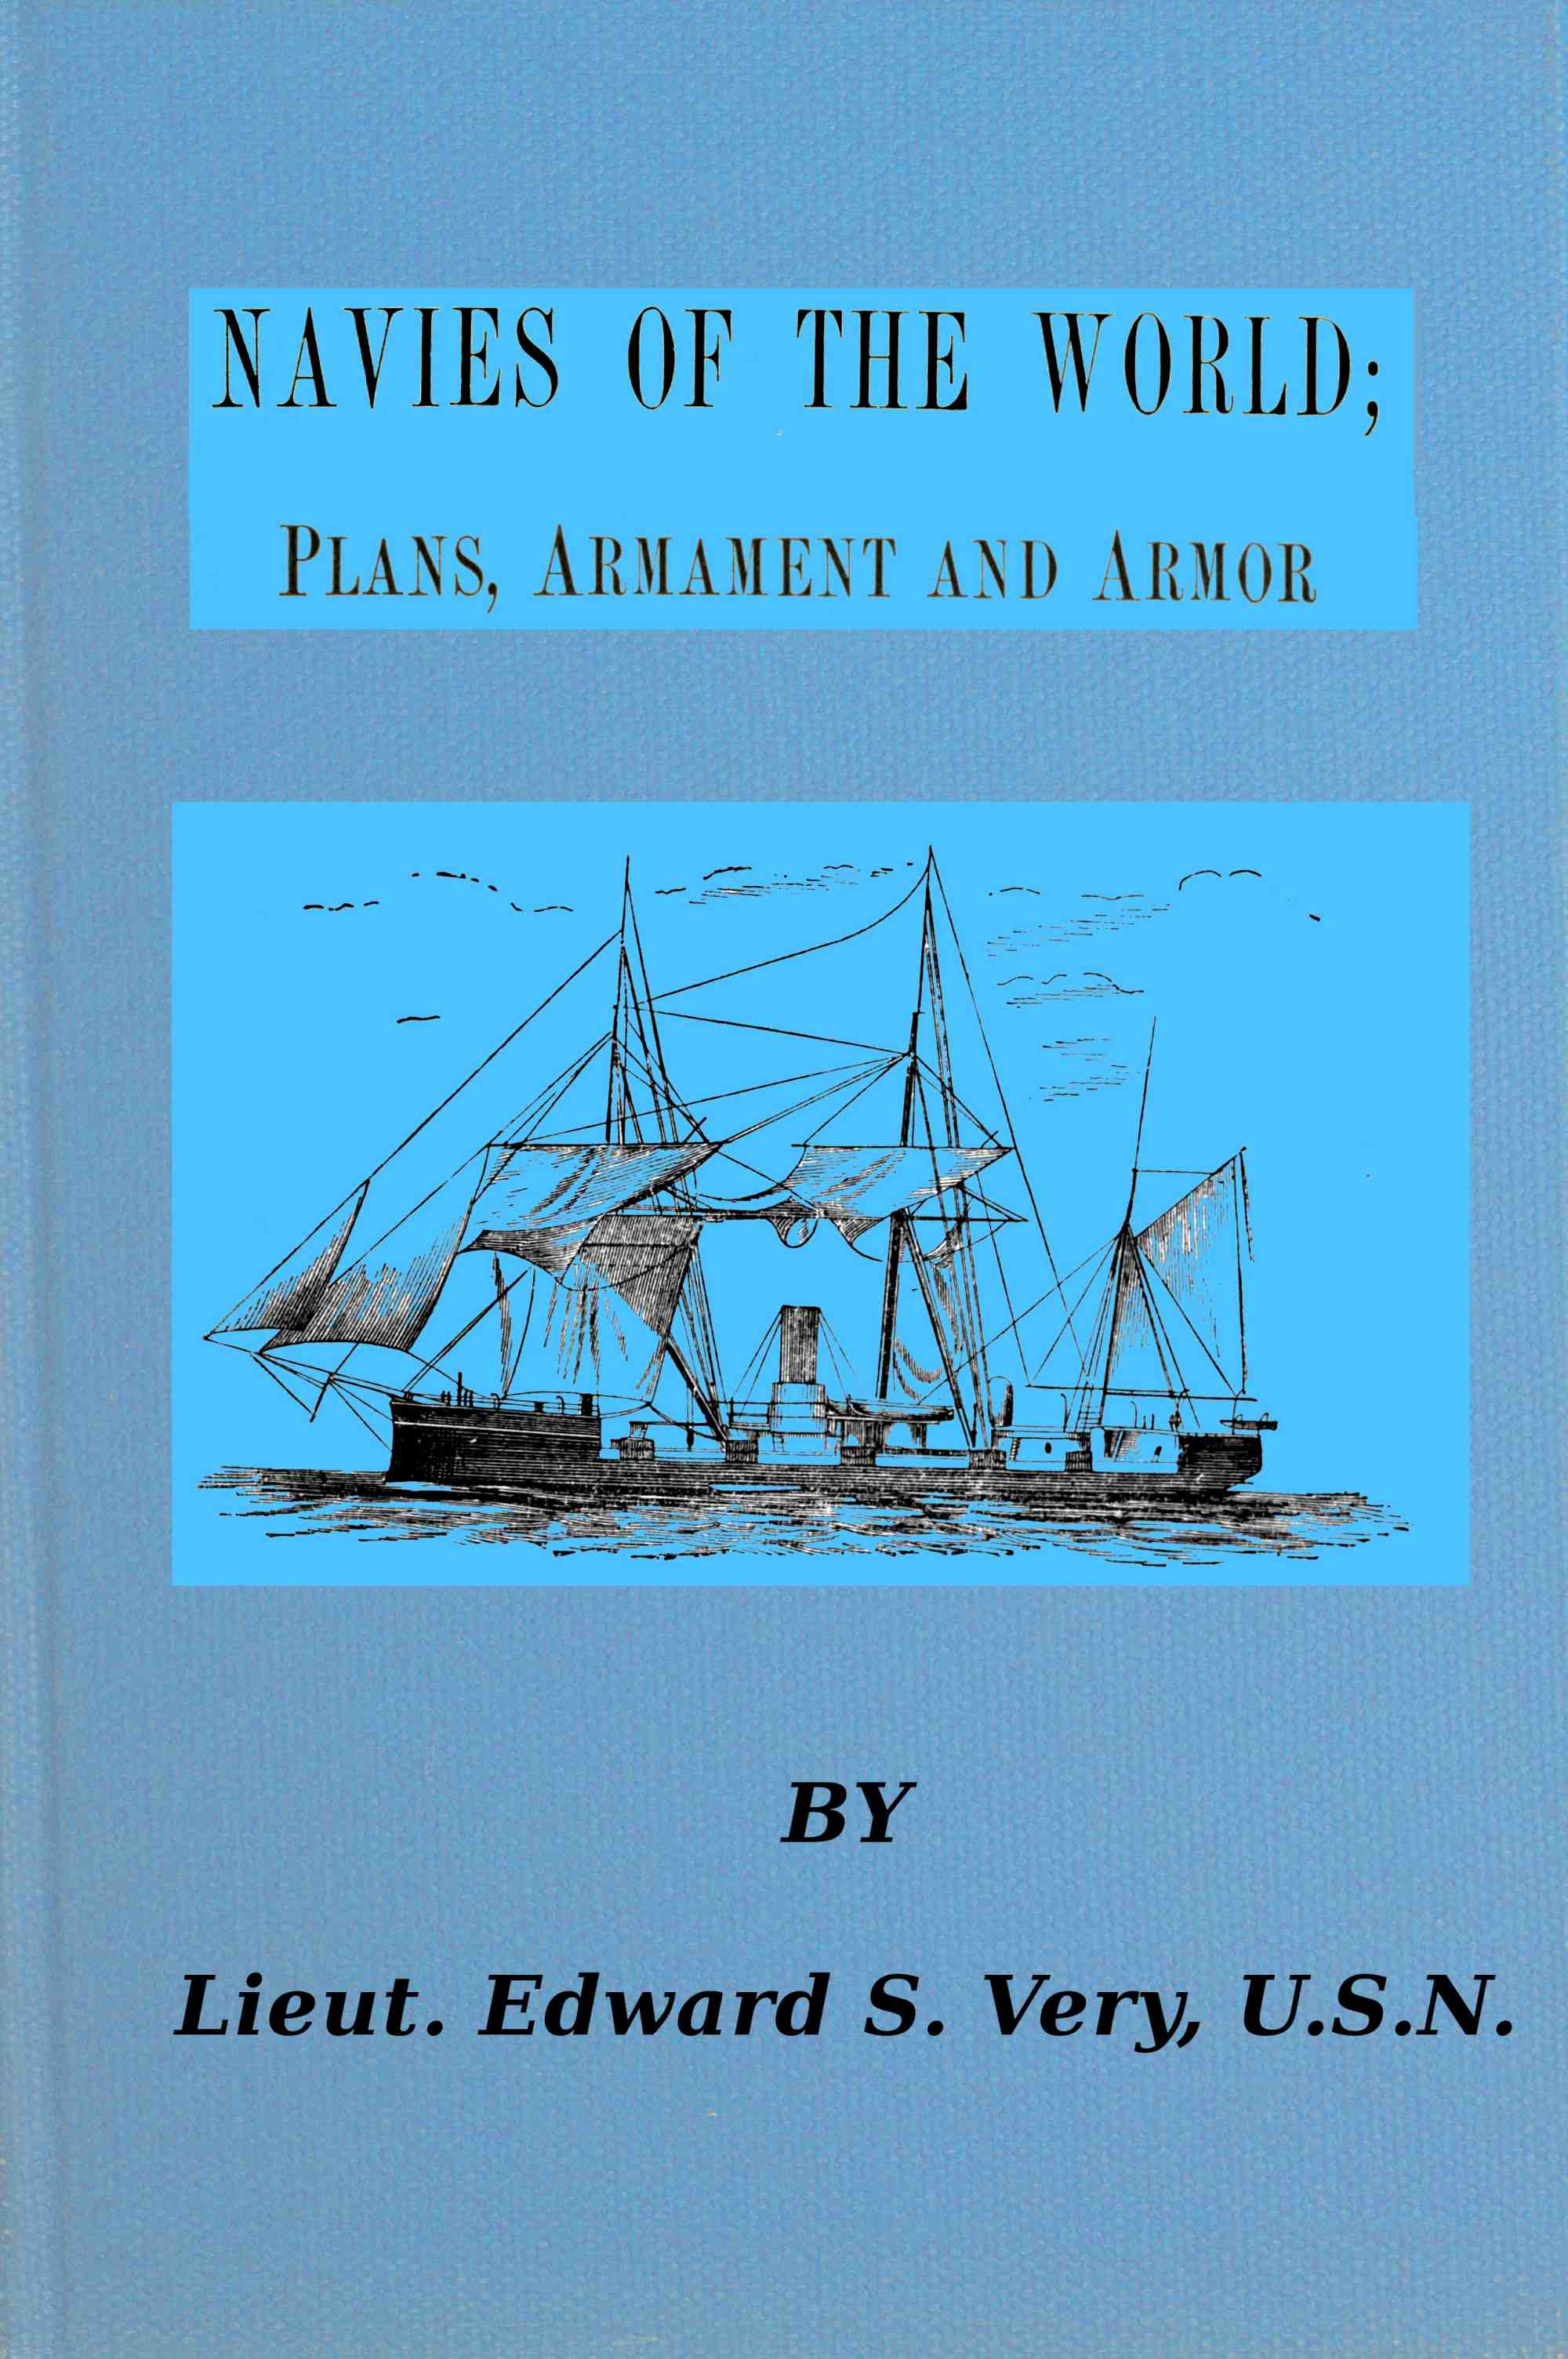 NAVIES OF THE WORLD;
PLANS, ARMAMENT AND ARMOR
BY
Lieut. Edward S. Very, U.S.N.